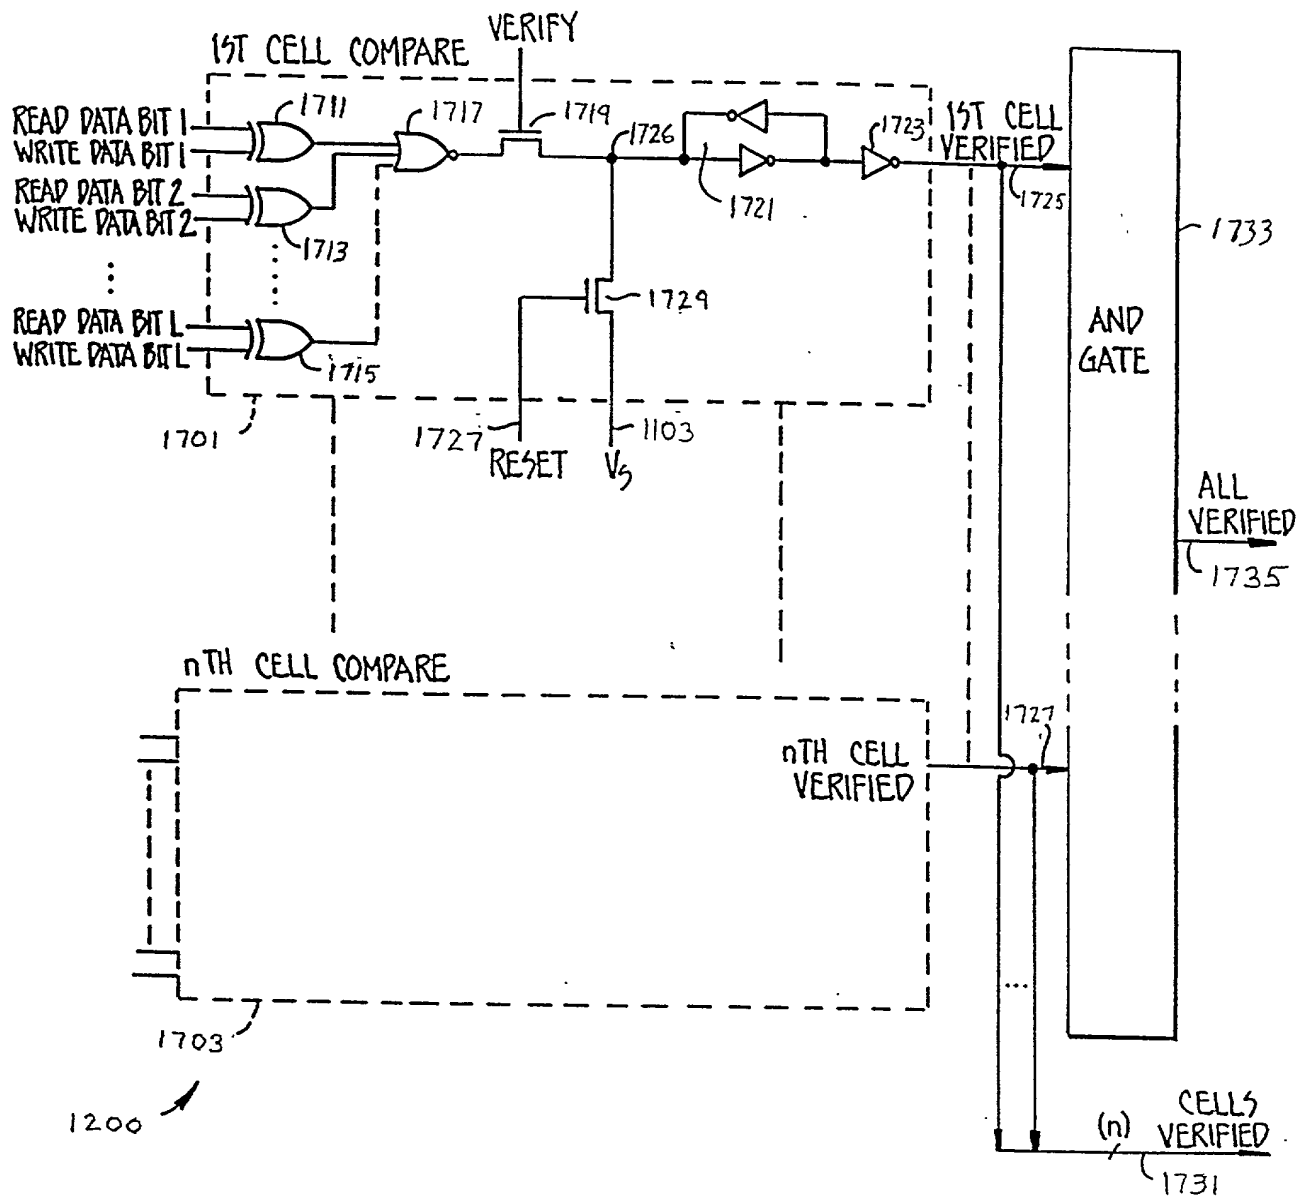 VERIFY
1ST CELL COMPARE
1711
1717
1719
READ DATA BIT 1
WRITE DATA BIT 1
1726
1723
1ST CELL
VERIFIED
1725
READ DATA BIT 2
WRITE DATA BIT 2
1713
1721
1733
1729
READ DATA BIT L
WRITE DATA BIT L
1715
AND
GATE
1701
1727
RESET
1103
VS
ALL
VERIFIED
1735
nTH CELL COMPARE
1727
nTH CELL
VERIFIED
1703
1200
(n)
CELLS
VERIFIED
1731